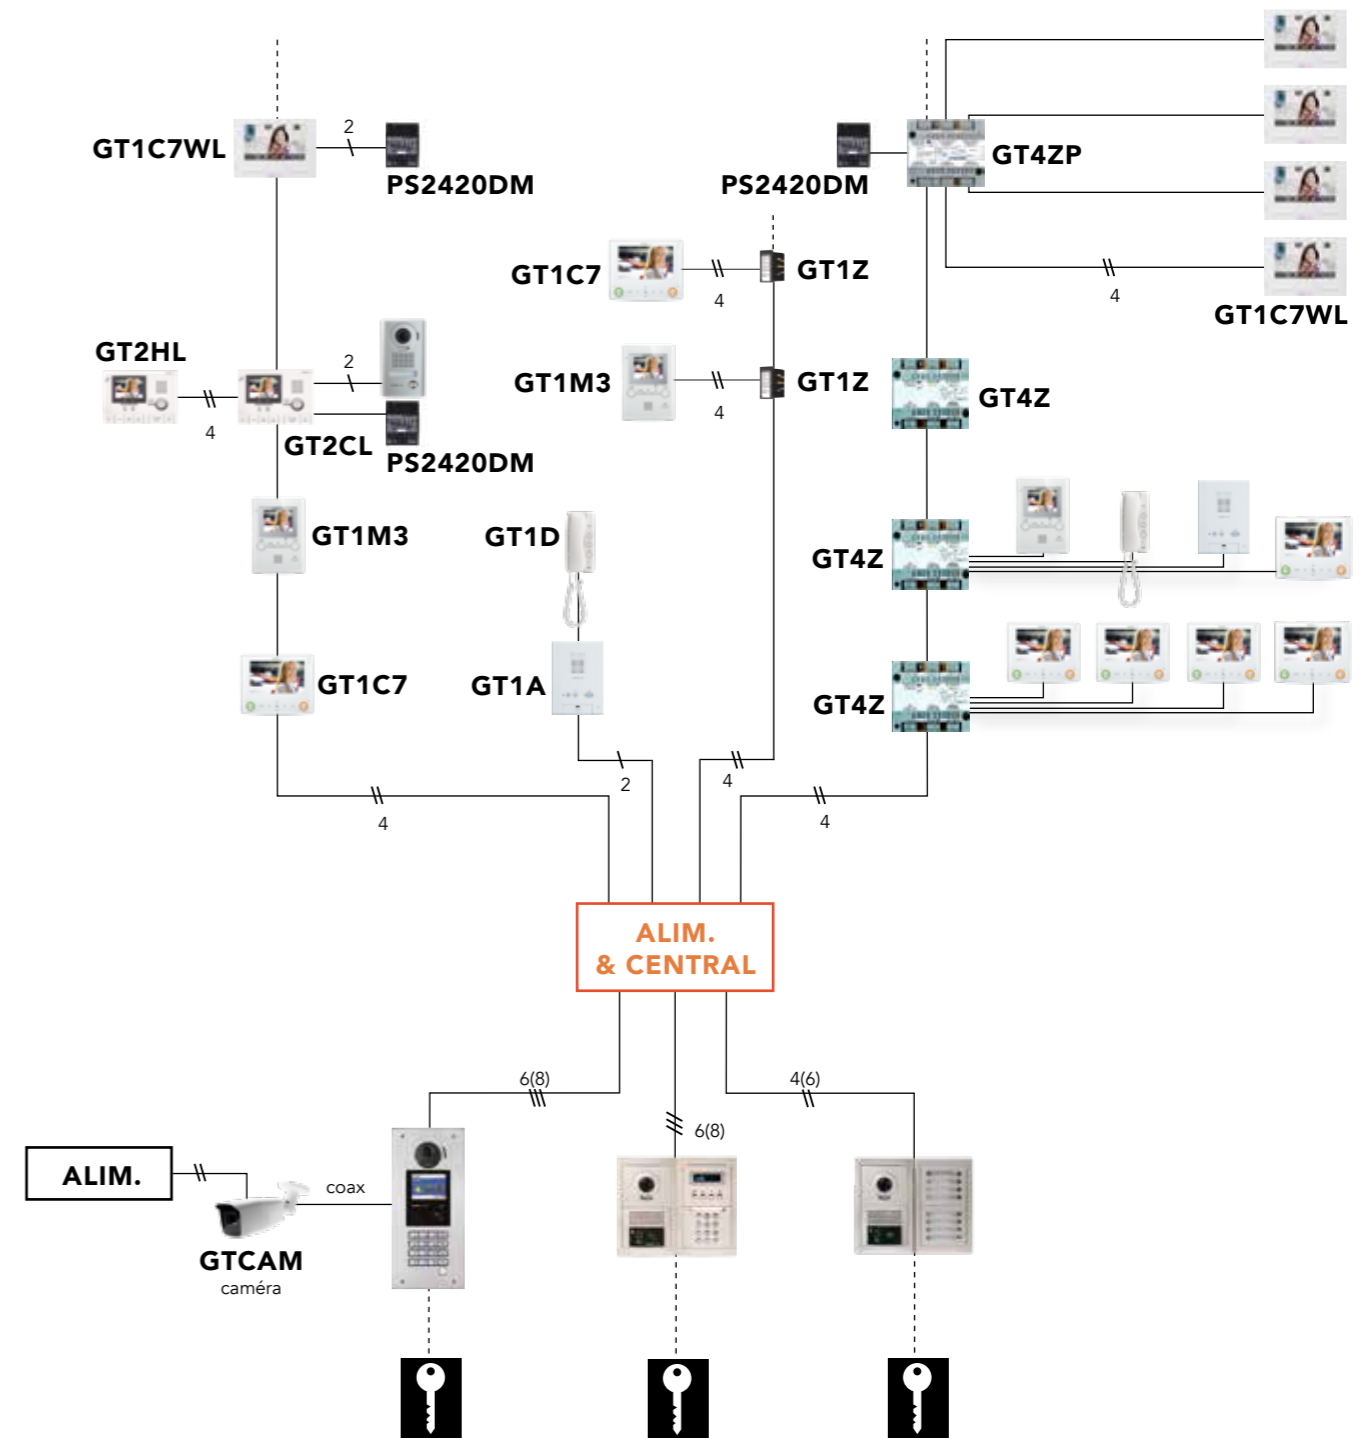 GT1C7WL
2
PS2420DM
PS2420DM
GT4ZP
GT1C7
4
GT1Z
4
GT1C7WL
GT2HL
4
2
GT2CL
PS2420DM
GT1M3
4
GT1Z
GT4Z
GT1M3
GT1D
GT4Z
GT1C7
GT1A
GT4Z
4
2
4
4
ALIM.
& CENTRAL
6(8)
6(8)
4(6)
ALIM.
coax
GTCAM
caméra